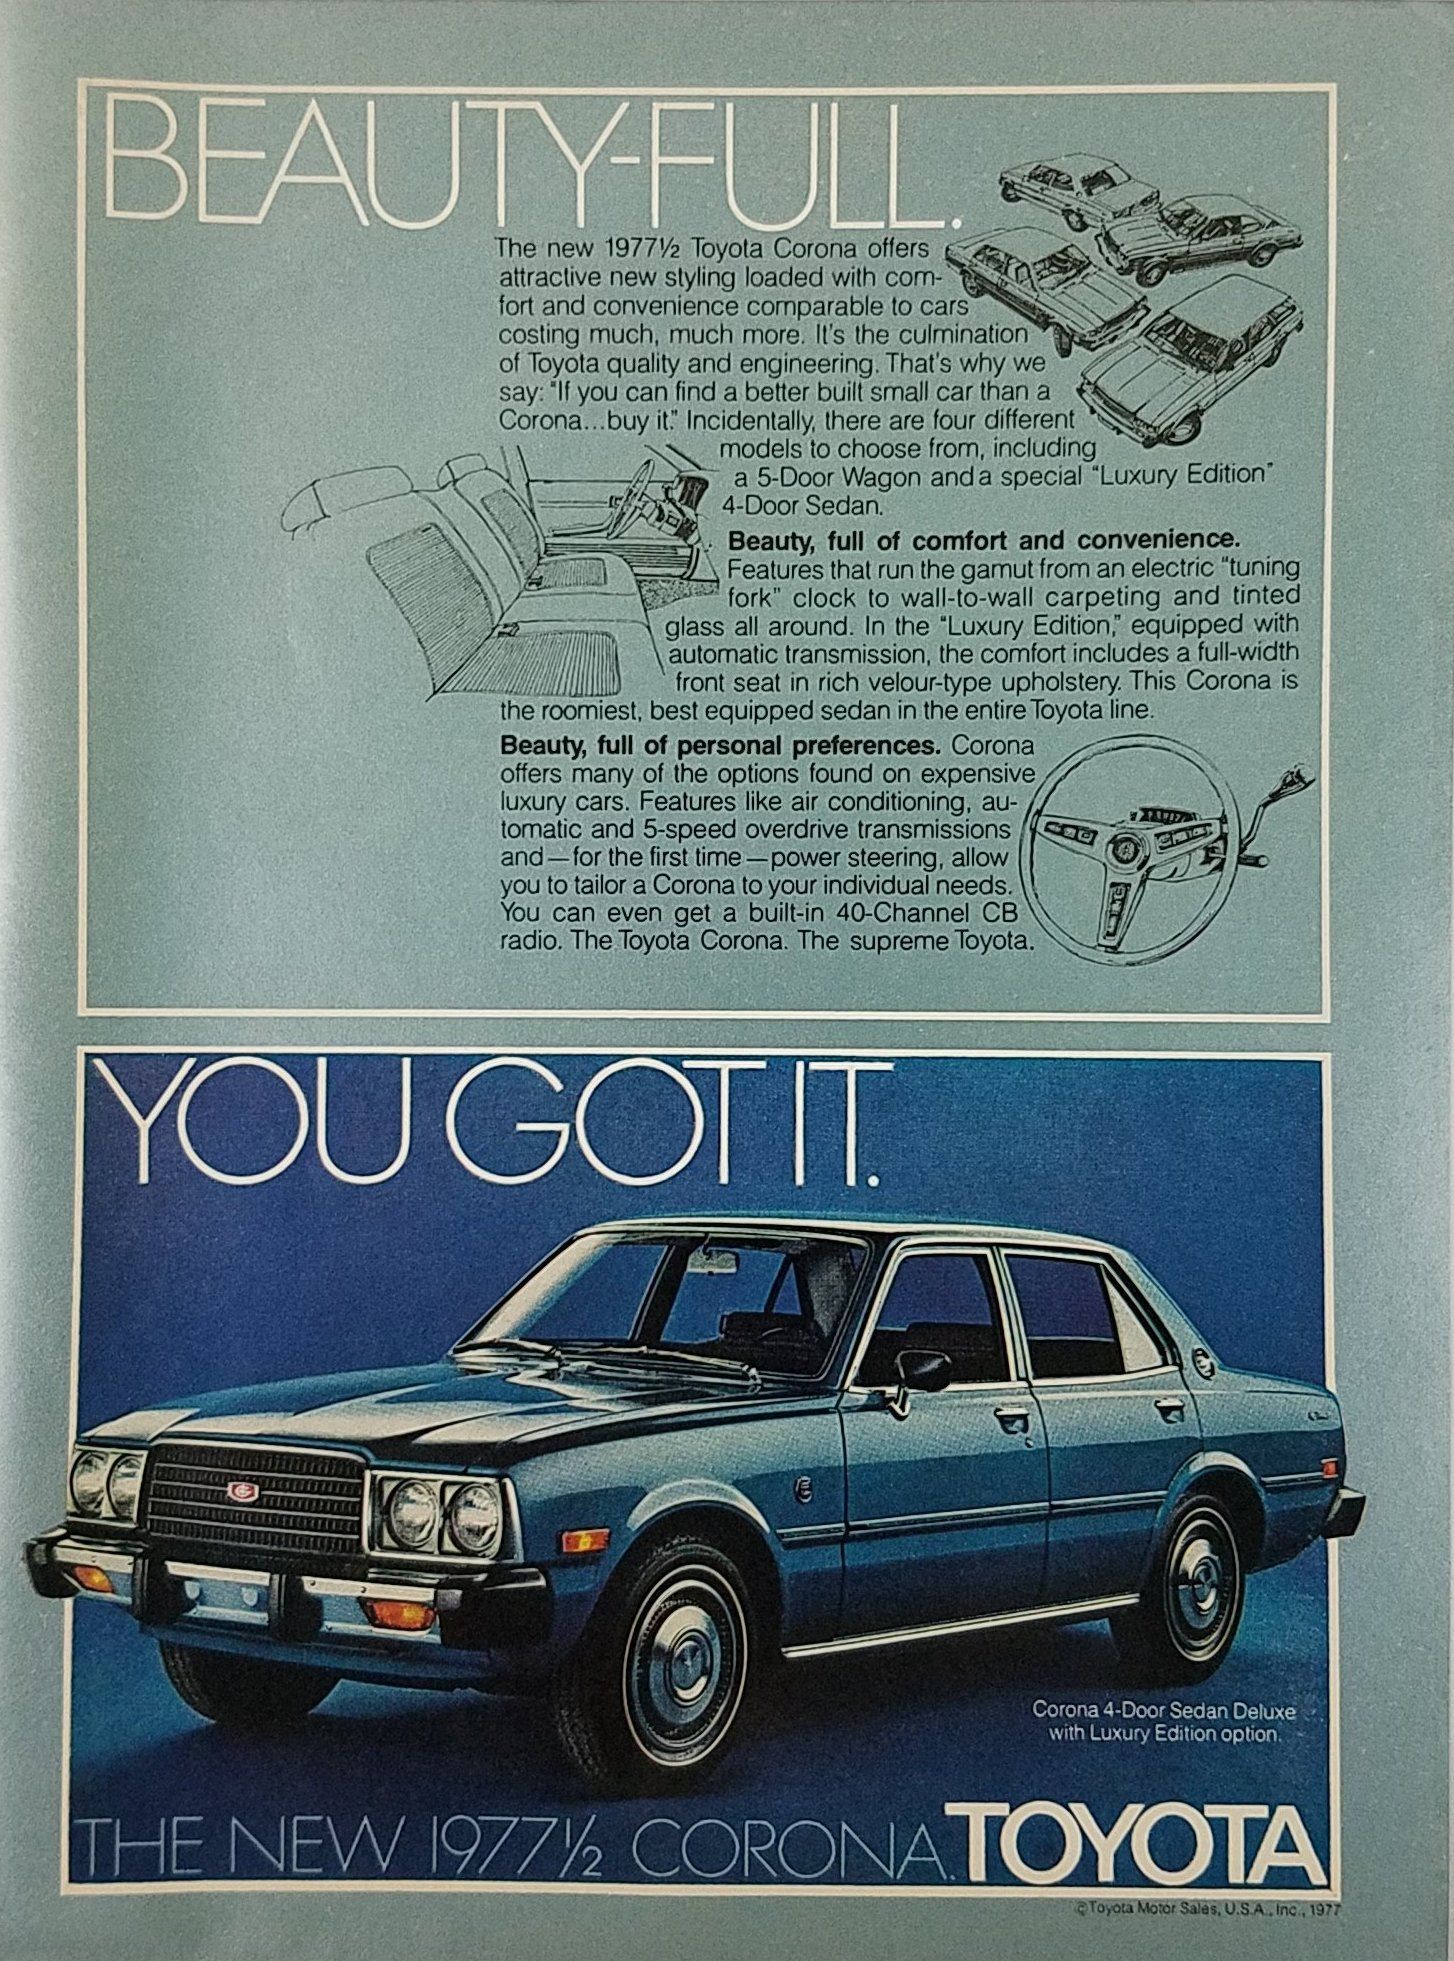 BEAUTY-FULL.
The new 1977½ Toyota Corona offers
attractive new styling loaded with com-
fort and convenience comparable to cars
costing much, much more. It's the culmination
of Toyota quality and engineering. That's why we
say: "If you can find a better built small car than a
Corona...buy it." Incidentally, there are four different
models to choose from, including
a 5-Door Wagon and a special "Luxury Edition"
4-Door Sedan.
Beauty, full of comfort and convenience.
Features that run the gamut from an electric "tuning
fork" clock to wall-to-wall carpeting and tinted
glass all around. In the "Luxury Edition," equipped with
automatic transmission, the comfort includes a full-width
front seat in rich velour-type upholstery. This Corona is
the roomiest, best equipped sedan in the entire Toyota line.
Beauty, full of personal preferences. Corona
offers many of the options found on expensive
luxury cars. Features like air conditioning, au-
tomatic and 5-speed overdrive transmissions
and—for the first time—power steering, allow
you to tailor a Corona to your individual needs.
You can even get a built-in 40-Channel CB
radio. The Toyota Corona. The supreme Toyota.
YOU GOT IT.
Corona 4-Door Sedan Deluxe
with Luxury Edition option.
THE NEW 1977½ CORONA. TOYOTA
©Toyota Motor Sales, U.S.A., Inc., 1977